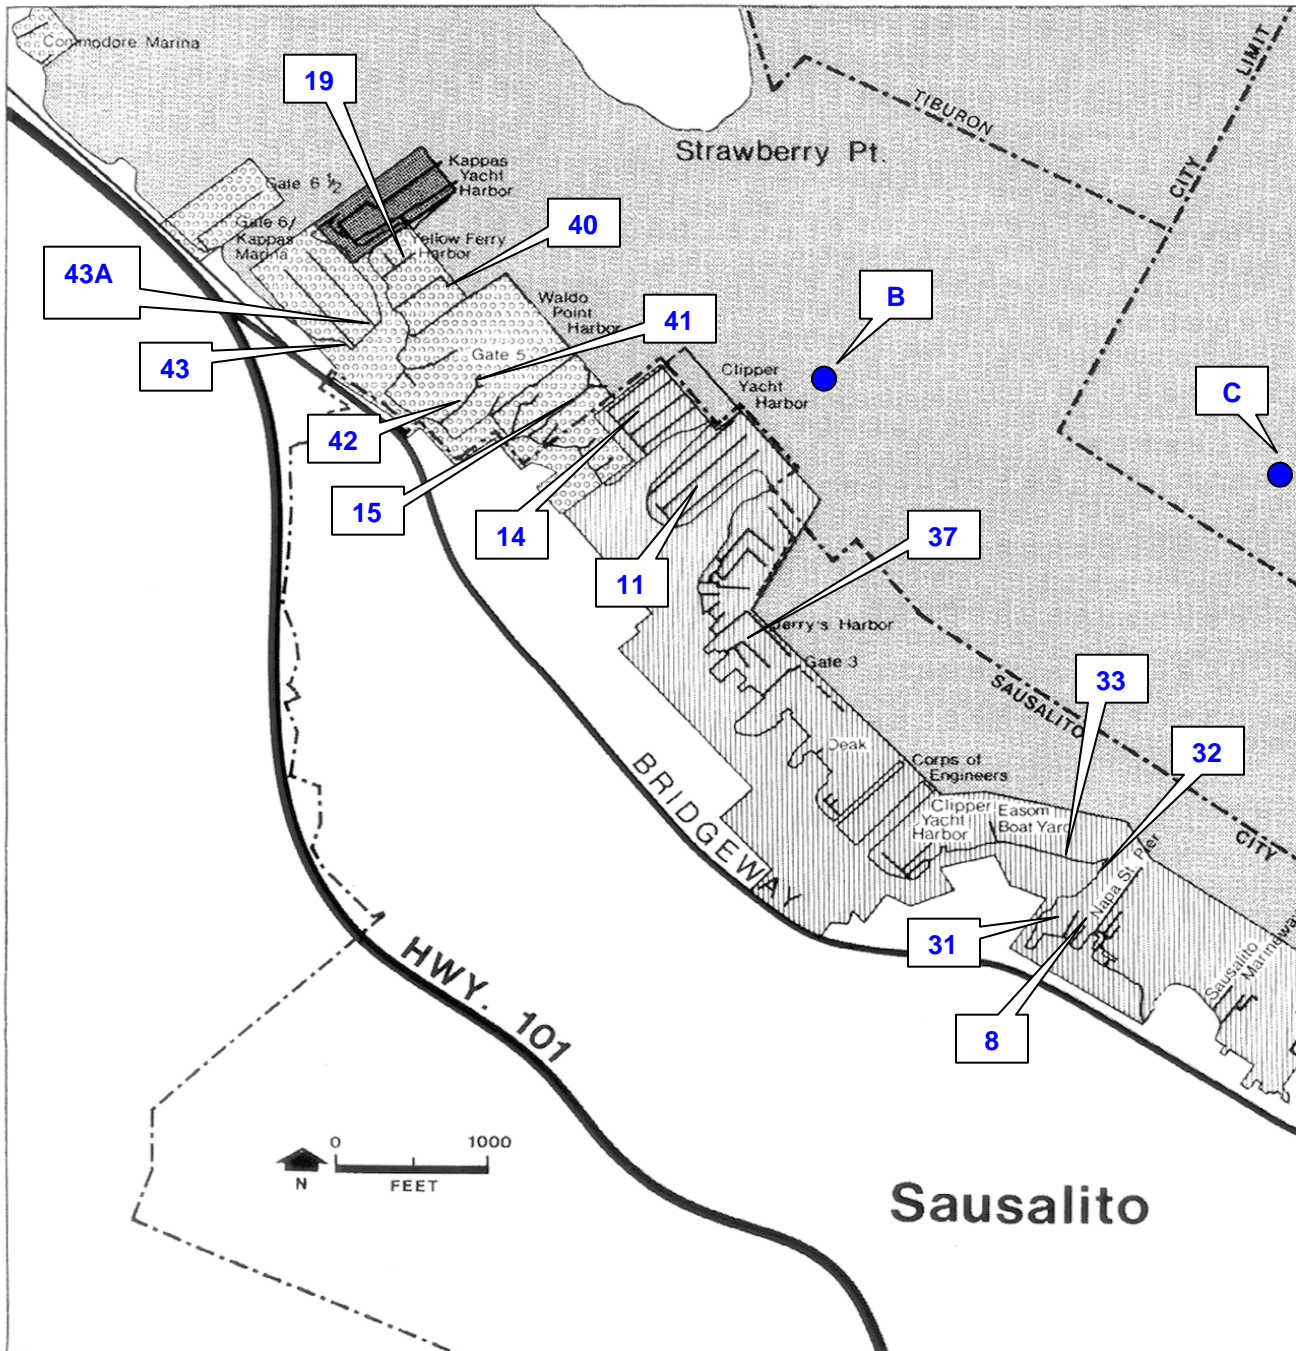 Commodore Marina
19
LIMIT
TIBURON
Strawberry Pt.
CITY
Kappas
Yacht
Harbor
Gate 6 ½
Gate 6/
Kappas
Marina
Yellow Ferry
Harbor
40
43A
B
Waldo
Point
Harbor
41
43
Gate 5
Clipper
Yacht
Harbor
C
42
15
14
37
11
Gate 3
33
SAUSALITO
32
Deak
Corps of
Engineers
BRIDGEWAY
Clipper
Yacht
Harbor
Easom
Boat Yard
CITY
Napa St. Pier
31
HWY. 101
Sausalito
Marineway
8
0 1000
N
FEET
Sausalito